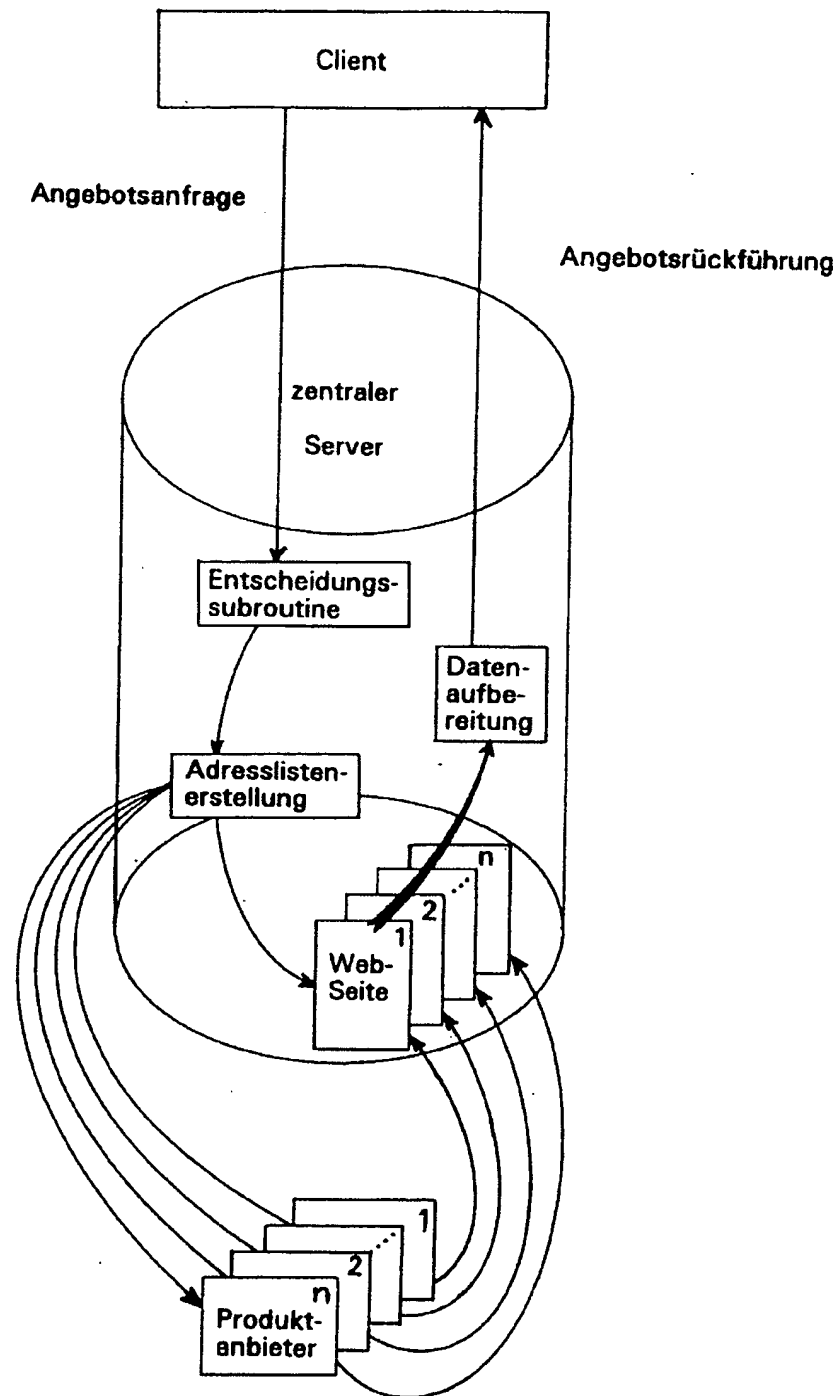 Client
Angebotsanfrage
Angebotsrückführung
zentraler
Server
Entscheidungs-
subroutine
Daten-
aufbe-
reitung
Adresslisten-
erstellung
n
2
1
Web-
Seite
1
2
n
Produkt-
anbieter